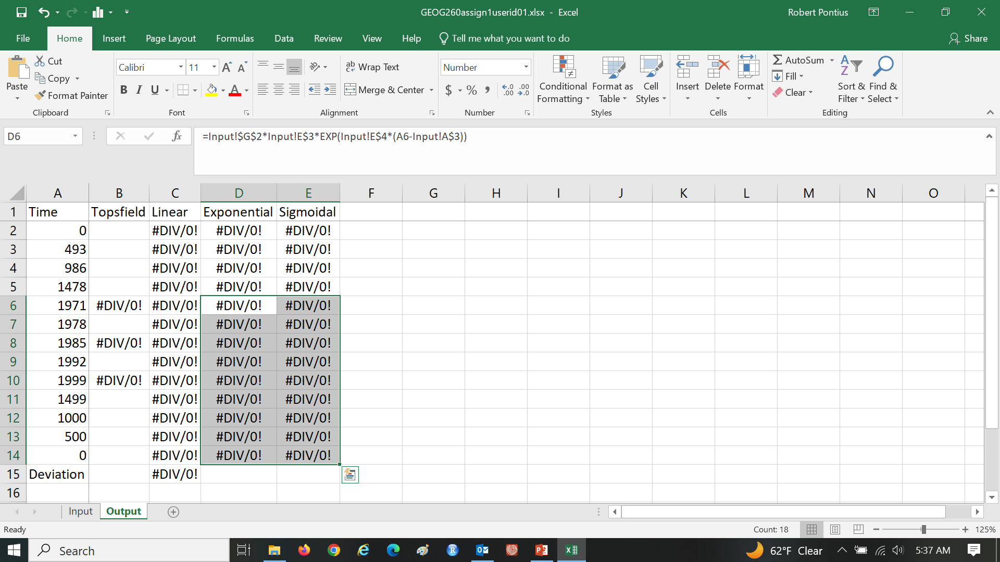 GEOG260assign1userid01.xlsx - Excel
Robert Pontius
File Home Insert Page Layout Formulas Data Review View Help Tell me what you want to do Share
Paste
Cut
Copy
Format Painter
Clipboard
Calibri 11
B I U
Font
Wrap Text
Merge & Center
Alignment
Number
$ % ,
Number
Conditional Formatting
Format as Table
Cell Styles
Styles
Insert Delete Format
Cells
AutoSum
Fill
Clear
Sort & Filter
Find & Select
Editing
D6 fx =Input!$G$2*Input!E$3*EXP(Input!E$4*(A6-Input!A$3))
A B C D E F G H I J K L M N O
1 Time Topsfield Linear Exponential Sigmoidal
2 0 #DIV/0! #DIV/0! #DIV/0!
3 493 #DIV/0! #DIV/0! #DIV/0!
4 986 #DIV/0! #DIV/0! #DIV/0!
5 1478 #DIV/0! #DIV/0! #DIV/0!
6 1971 #DIV/0! #DIV/0! #DIV/0! #DIV/0!
7 1978 #DIV/0! #DIV/0! #DIV/0!
8 1985 #DIV/0! #DIV/0! #DIV/0! #DIV/0!
9 1992 #DIV/0! #DIV/0! #DIV/0!
10 1999 #DIV/0! #DIV/0! #DIV/0! #DIV/0!
11 1499 #DIV/0! #DIV/0! #DIV/0!
12 1000 #DIV/0! #DIV/0! #DIV/0!
13 500 #DIV/0! #DIV/0! #DIV/0!
14 0 #DIV/0! #DIV/0! #DIV/0!
15 Deviation #DIV/0!
16
Input Output
Ready
Count: 18
125%
Search
62°F Clear
5:37 AM